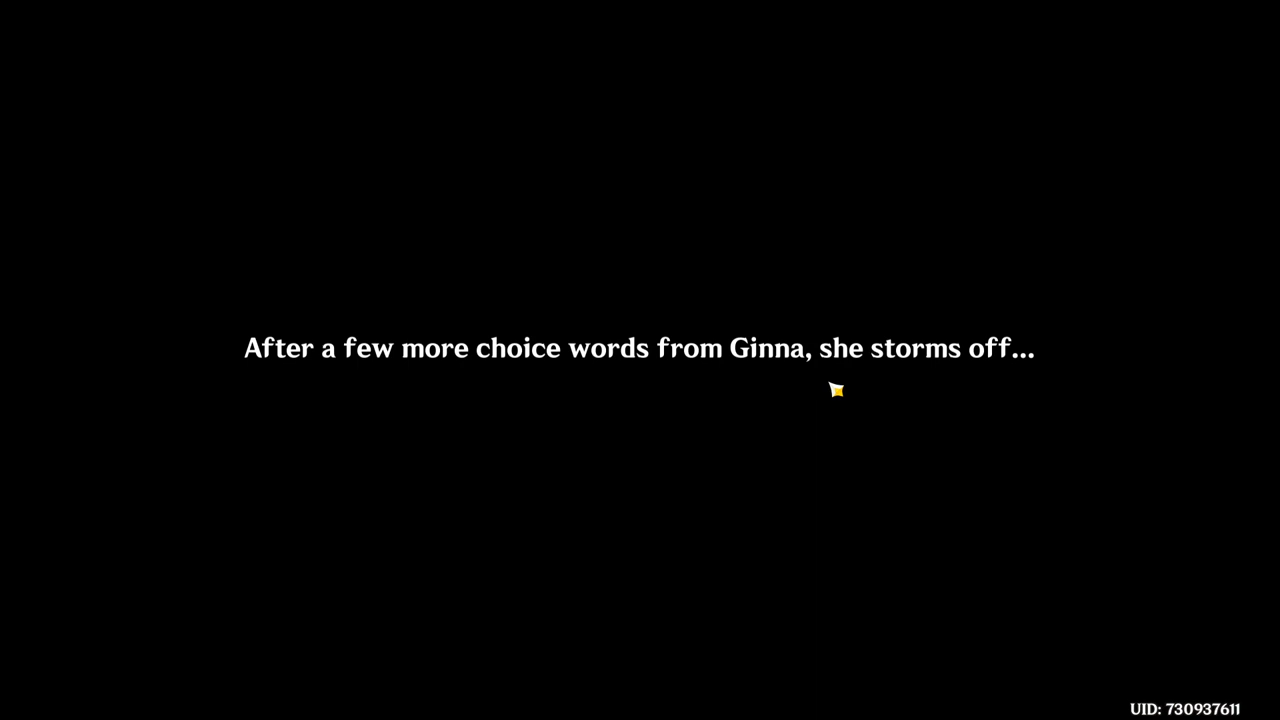 After a few more choice words from Ginna, she storms off...
UID: 730937611